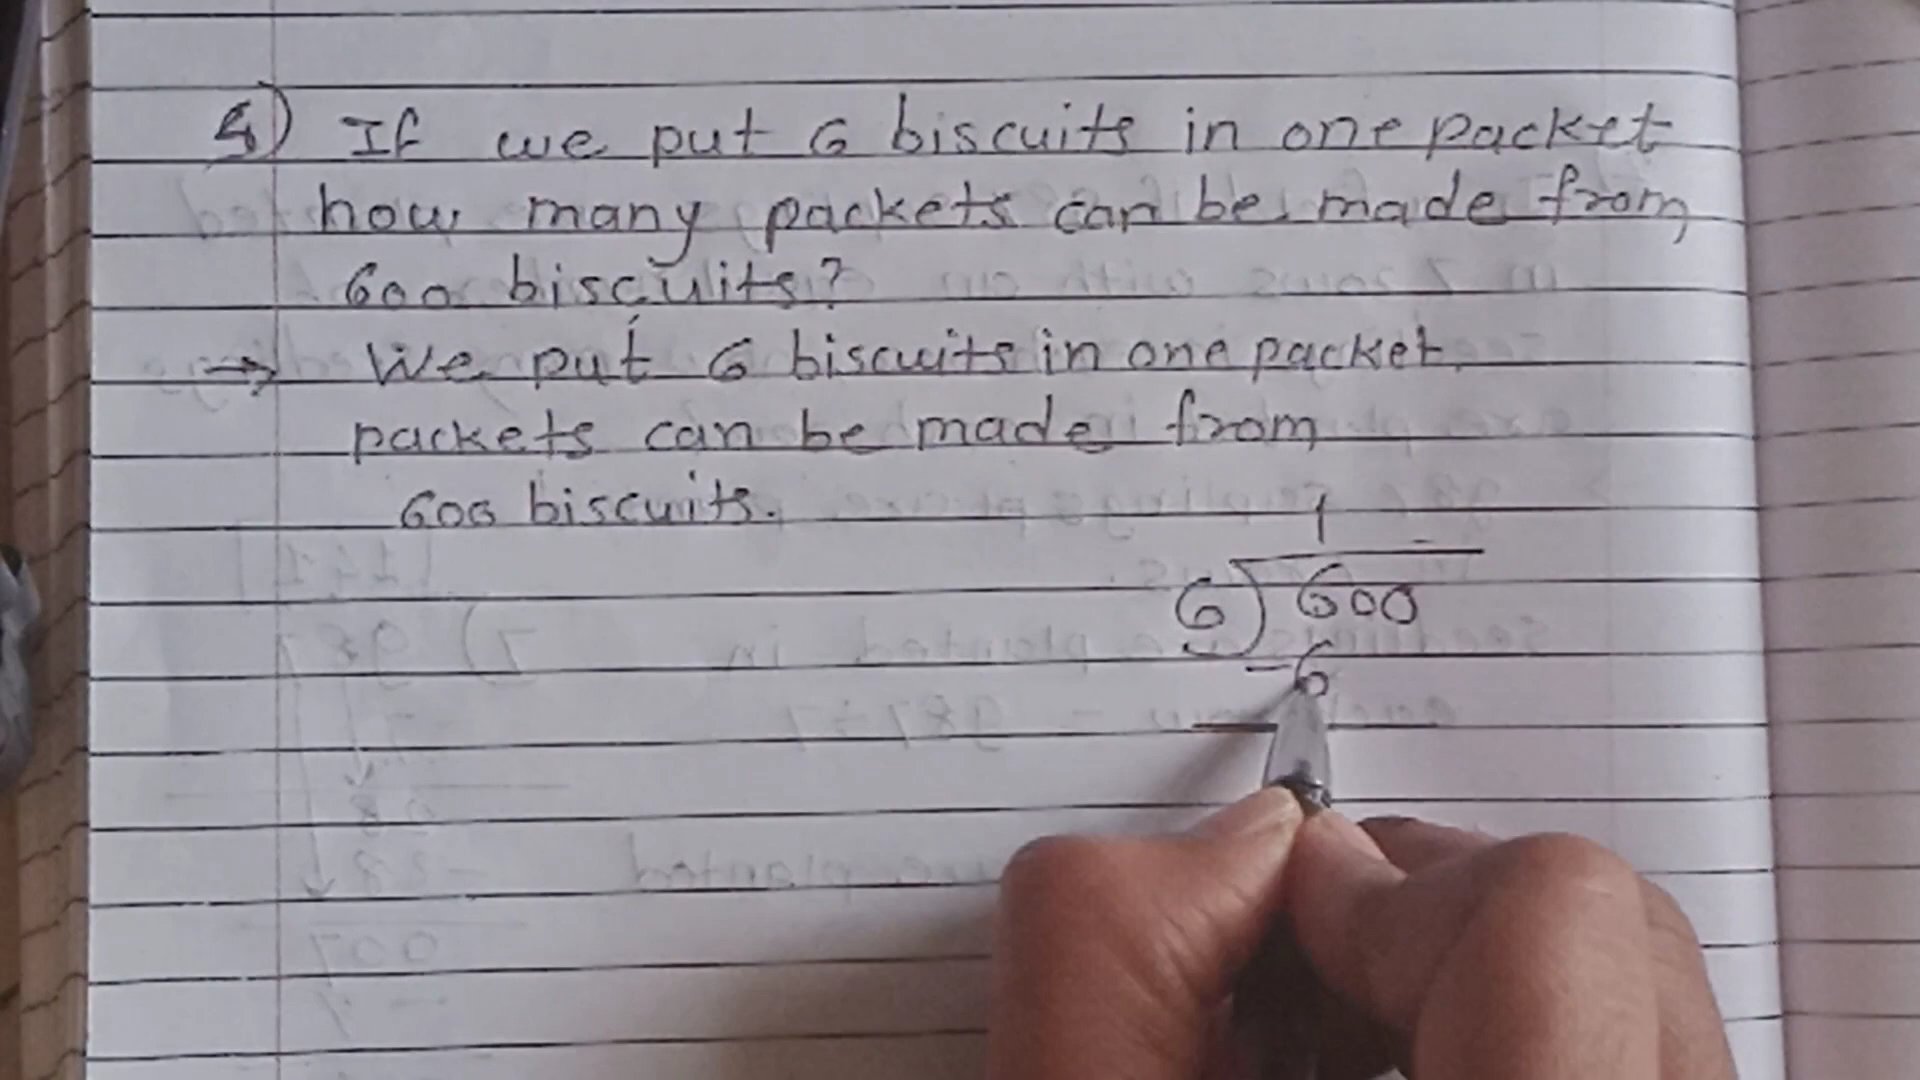 5) If we put 6 biscuits in one packet
how many packets can be made from
600 biscuits?
→ We put 6 biscuits in one packet.
packets can be made from
600 biscuits.
1
6) 600
-6